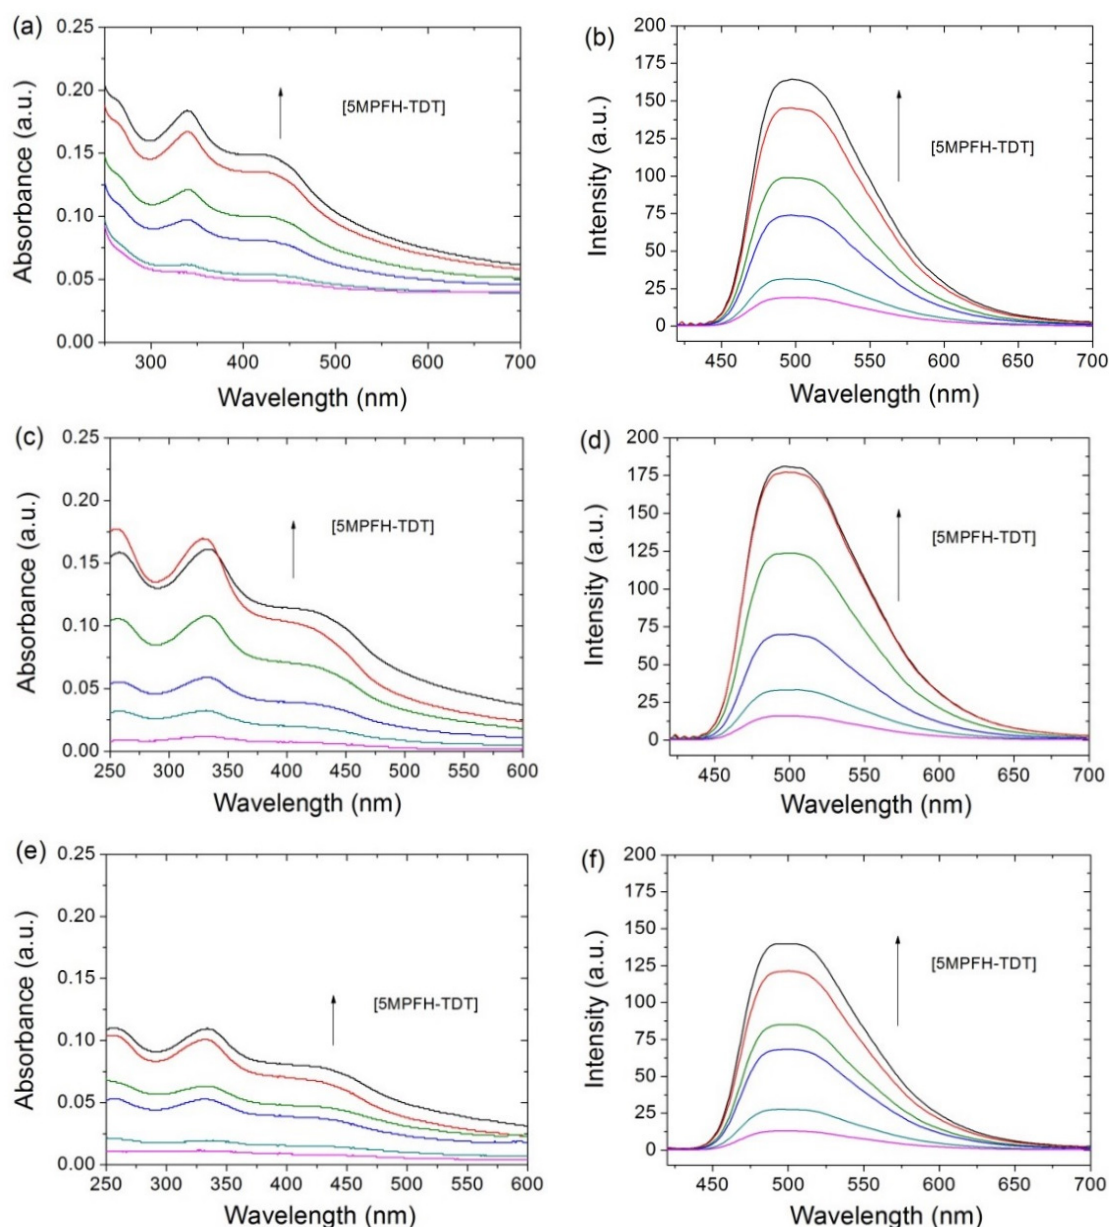 (a)
0.25
0.20
0.15
0.10
0.05
0.00
Absorbance (a.u.)
[5MPFH-TDT]
300 350 400 450 500 550 600 650 700
Wavelength (nm)
(b)
200
175
150
125
100
75
50
25
0
Intensity (a.u.)
[5MPFH-TDT]
450 500 550 600 650 700
Wavelength (nm)
(c)
0.25
0.20
0.15
0.10
0.05
0.00
Absorbance (a.u.)
[5MPFH-TDT]
250 300 350 400 450 500 550 600
Wavelength (nm)
(d)
200
175
150
125
100
75
50
25
0
Intensity (a.u.)
[5MPFH-TDT]
450 500 550 600 650 700
Wavelength (nm)
(e)
0.25
0.20
0.15
0.10
0.05
0.00
Absorbance (a.u.)
[5MPFH-TDT]
250 300 350 400 450 500 550 600
Wavelength (nm)
(f)
200
175
150
125
100
75
50
25
0
Intensity (a.u.)
[5MPFH-TDT]
450 500 550 600 650 700
Wavelength (nm)